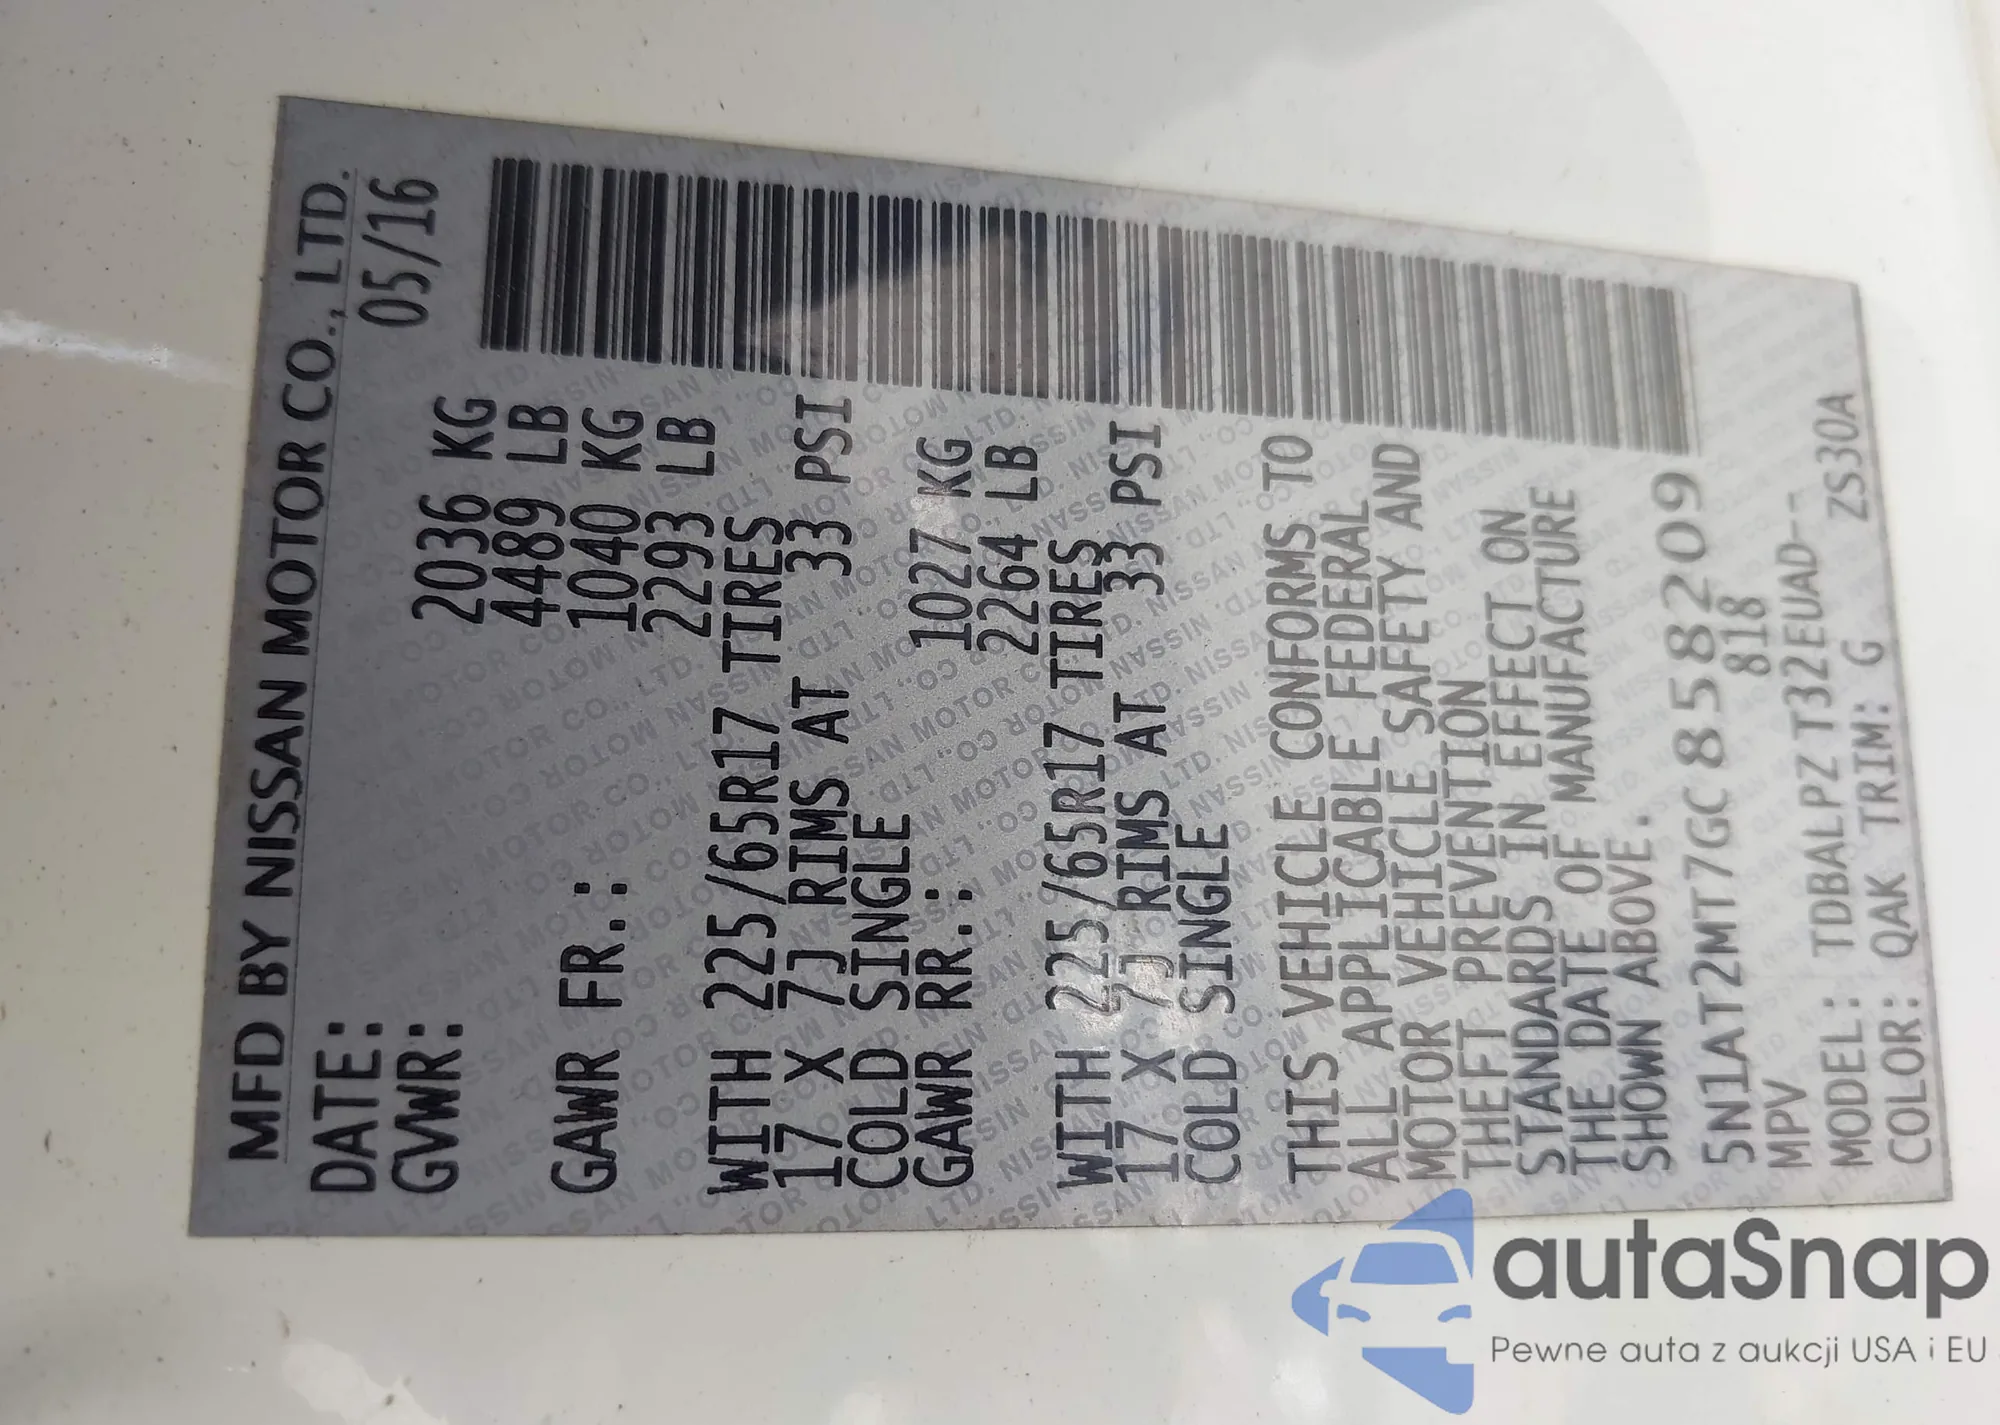 MFD BY NISSAN MOTOR CO., LTD.
DATE: 05/16
GVWR: 2036 KG
4489 LB
GAWR FR.: 1040 KG
2293 LB
WITH 225/65R17 TIRES
17 X 7J RIMS AT 33 PSI
COLD SINGLE
GAWR RR.: 1027 KG
2264 LB
WITH 225/65R17 TIRES
17 X 7J RIMS AT 33 PSI
COLD SINGLE
THIS VEHICLE CONFORMS TO
ALL APPLICABLE FEDERAL
MOTOR VEHICLE SAFETY AND
THEFT PREVENTION
STANDARDS IN EFFECT ON
THE DATE OF MANUFACTURE
SHOWN ABOVE.
5N1AT2MT7GC858209
MPV 818
MODEL: TDBALPZ T32EUAD--
COLOR: QAK TRIM: G ZS30A
autaSnap
Pewne auta z aukcji USA i EU